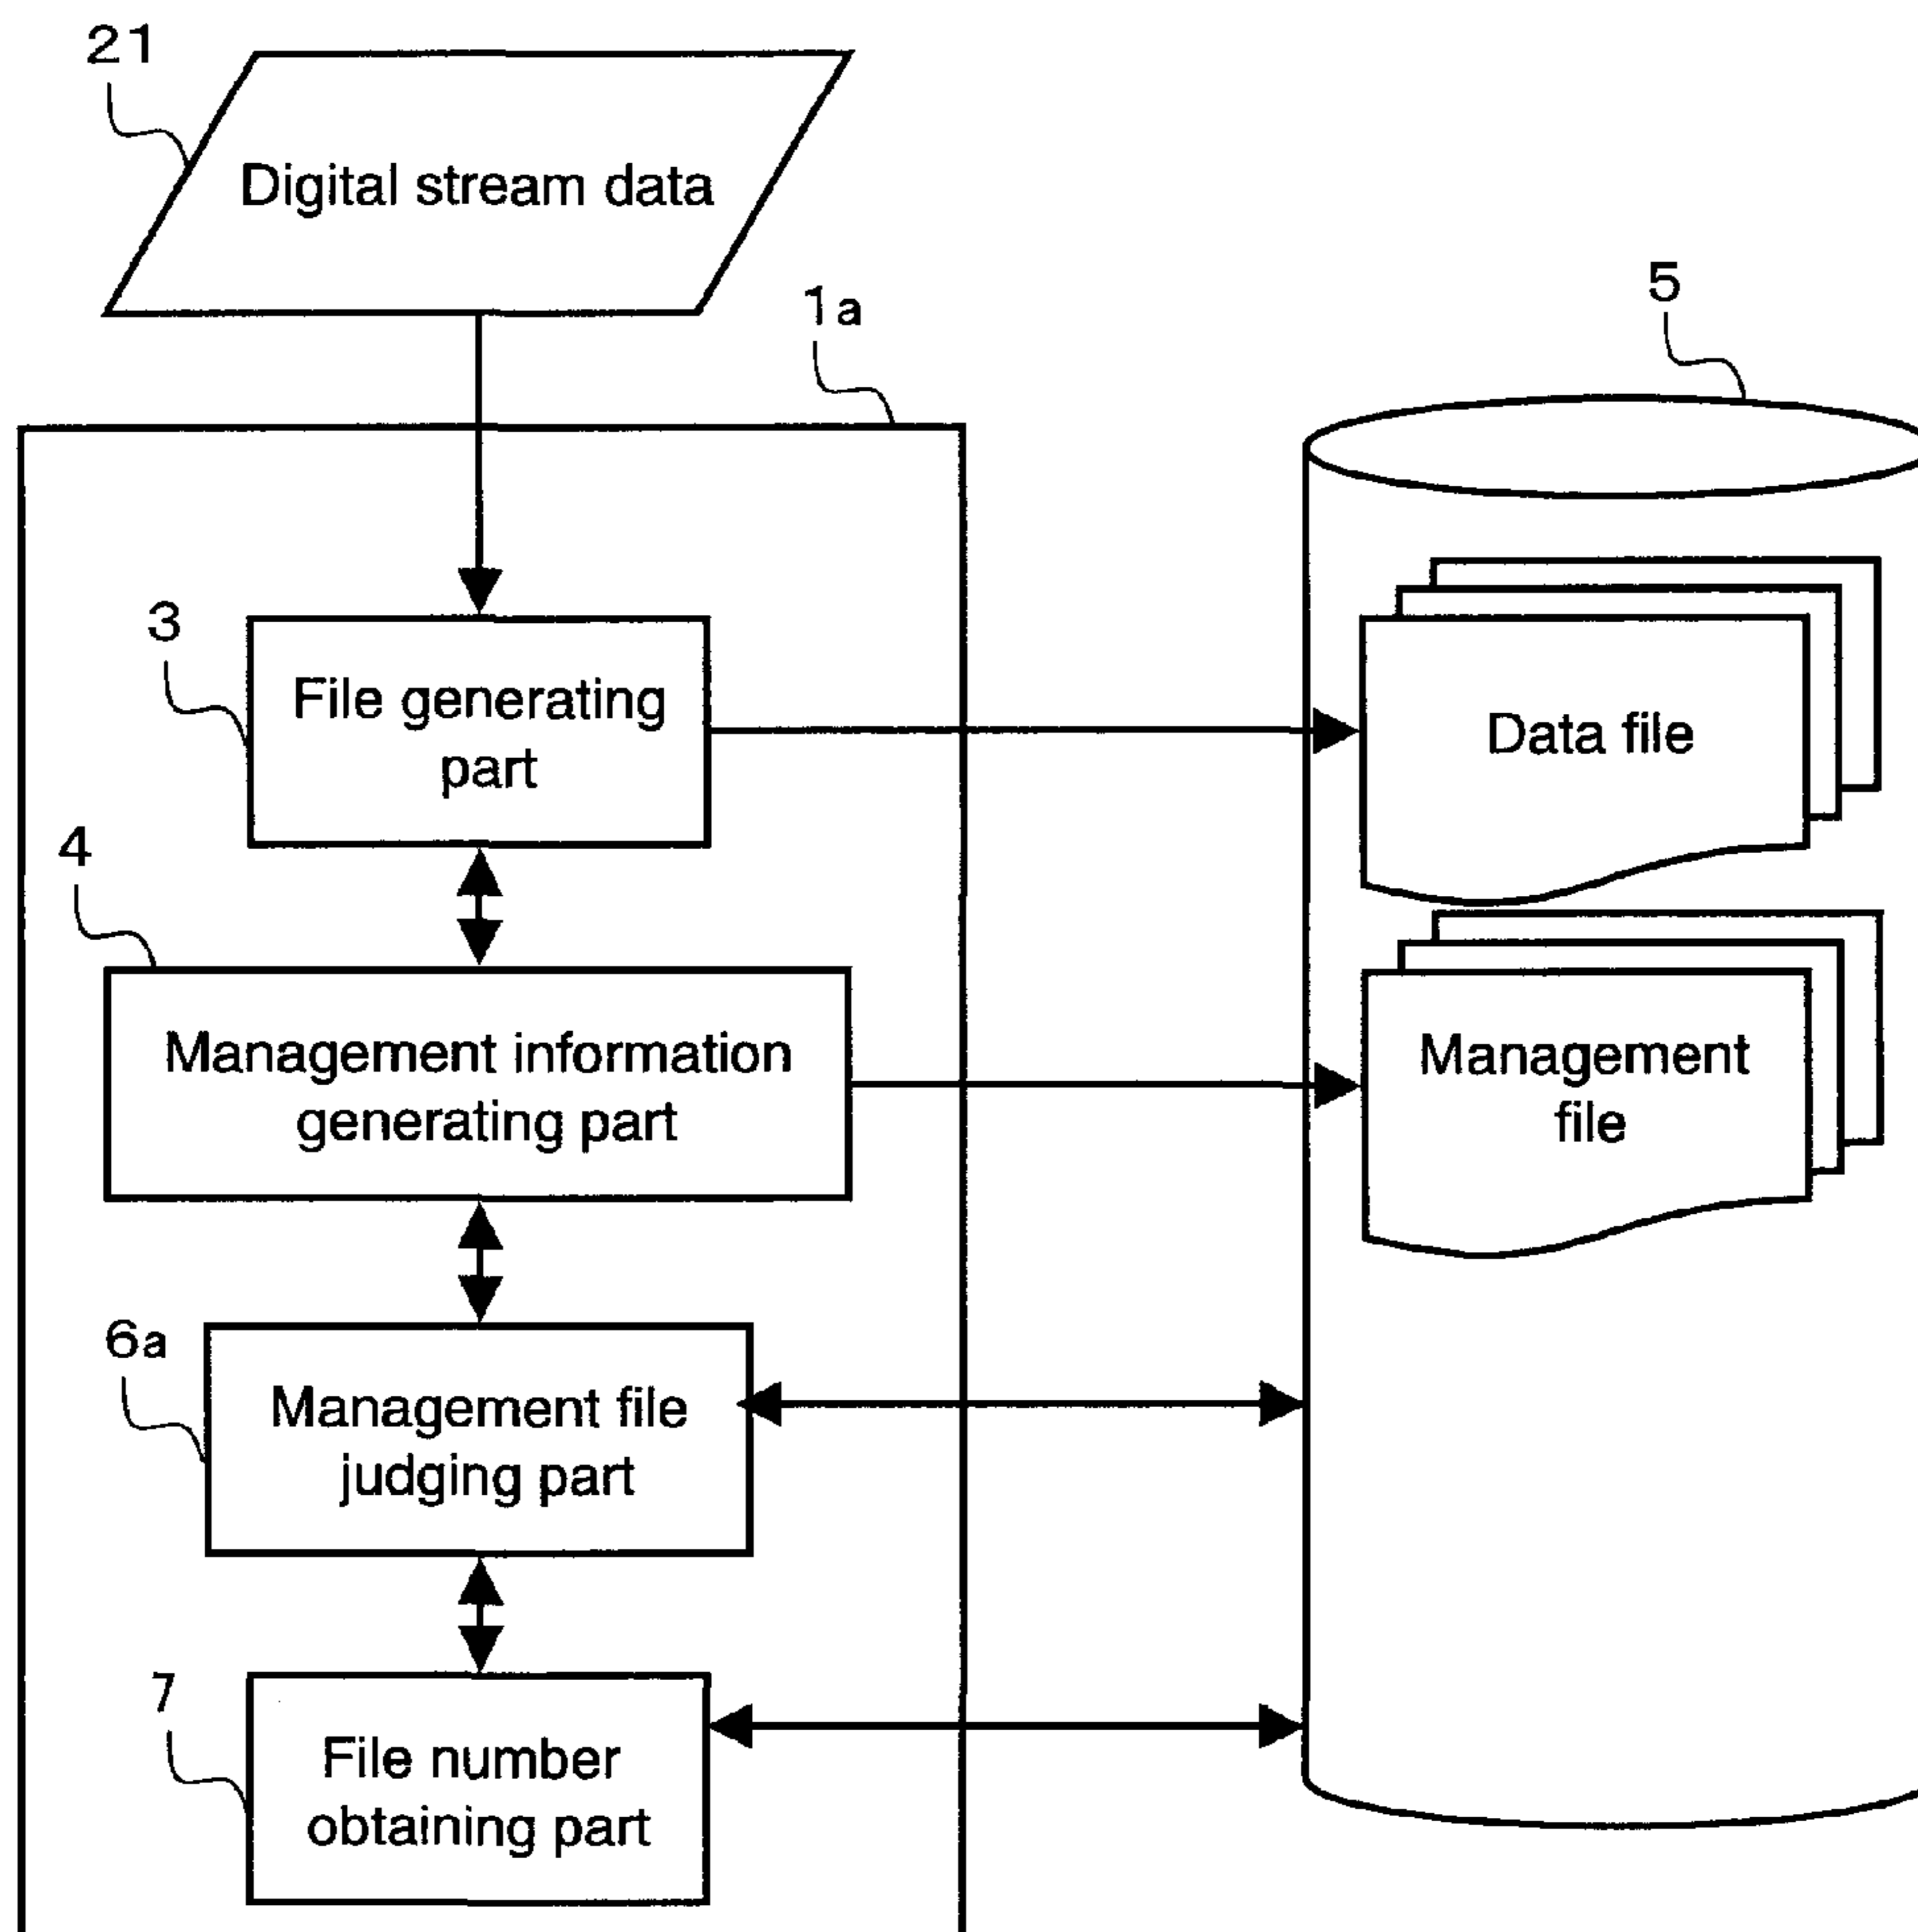 21
Digital stream data
1a
5
3
File generating
part
Data file
4
Management information
generating part
Management
file
6a
Management file
judging part
7
File number
obtaining part